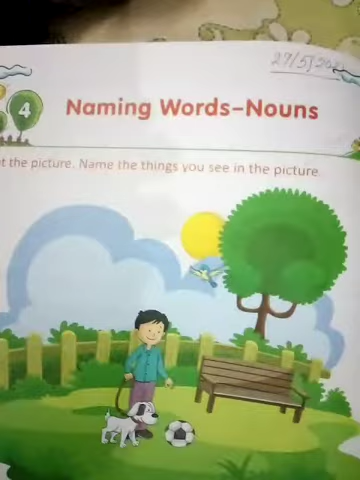 27/5/20
4
Naming Words–Nouns
t the picture. Name the things you see in the picture.